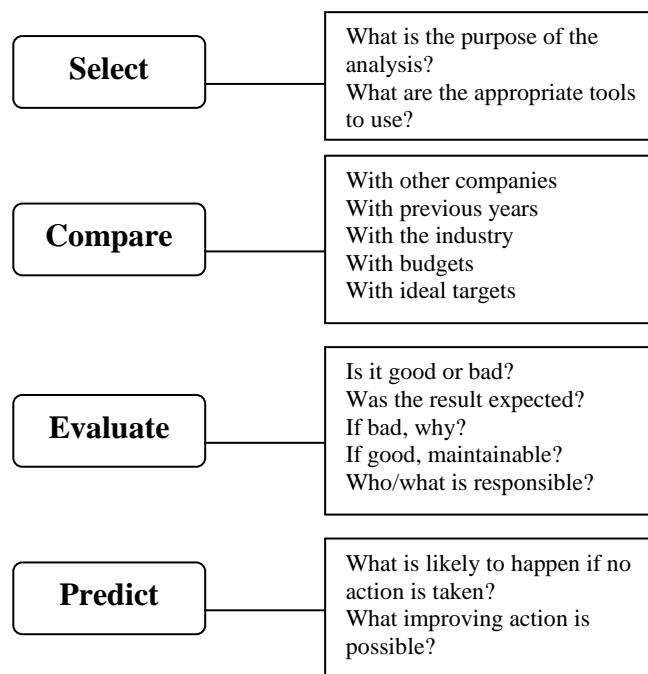 Select
What is the purpose of the
analysis?
What are the appropriate tools
to use?
Compare
With other companies
With previous years
With the industry
With budgets
With ideal targets
Evaluate
Is it good or bad?
Was the result expected?
If bad, why?
If good, maintainable?
Who/what is responsible?
Predict
What is likely to happen if no
action is taken?
What improving action is
possible?